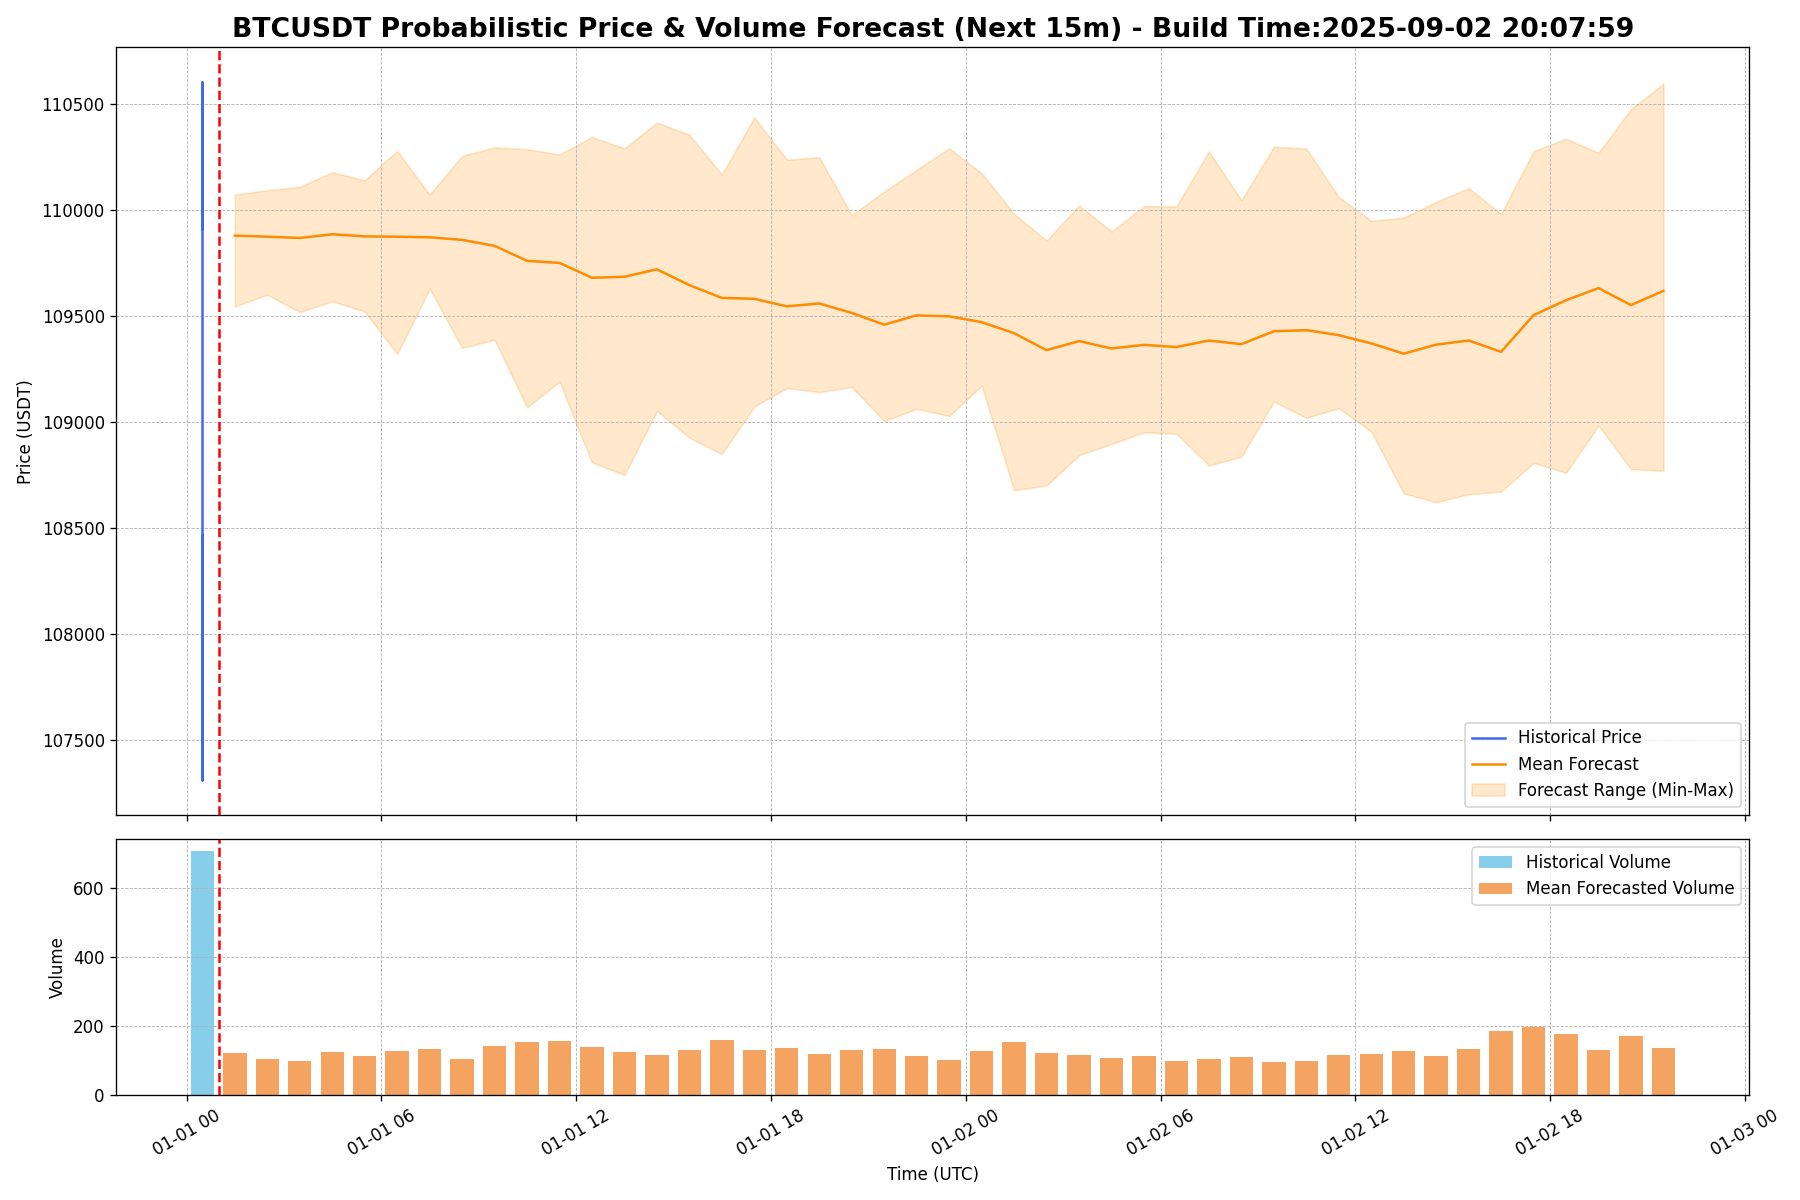 BTCUSDT Probabilistic Price & Volume Forecast (Next 15m) - Build Time:2025-09-02 20:07:59
110500
110000
109500
109000
108500
108000
107500
Price (USDT)
Historical Price
Mean Forecast
Forecast Range (Min-Max)
600
400
200
0
Volume
Historical Volume
Mean Forecasted Volume
01-01 00
01-01 06
01-01 12
01-01 18
01-02 00
01-02 06
01-02 12
01-02 18
01-03 00
Time (UTC)